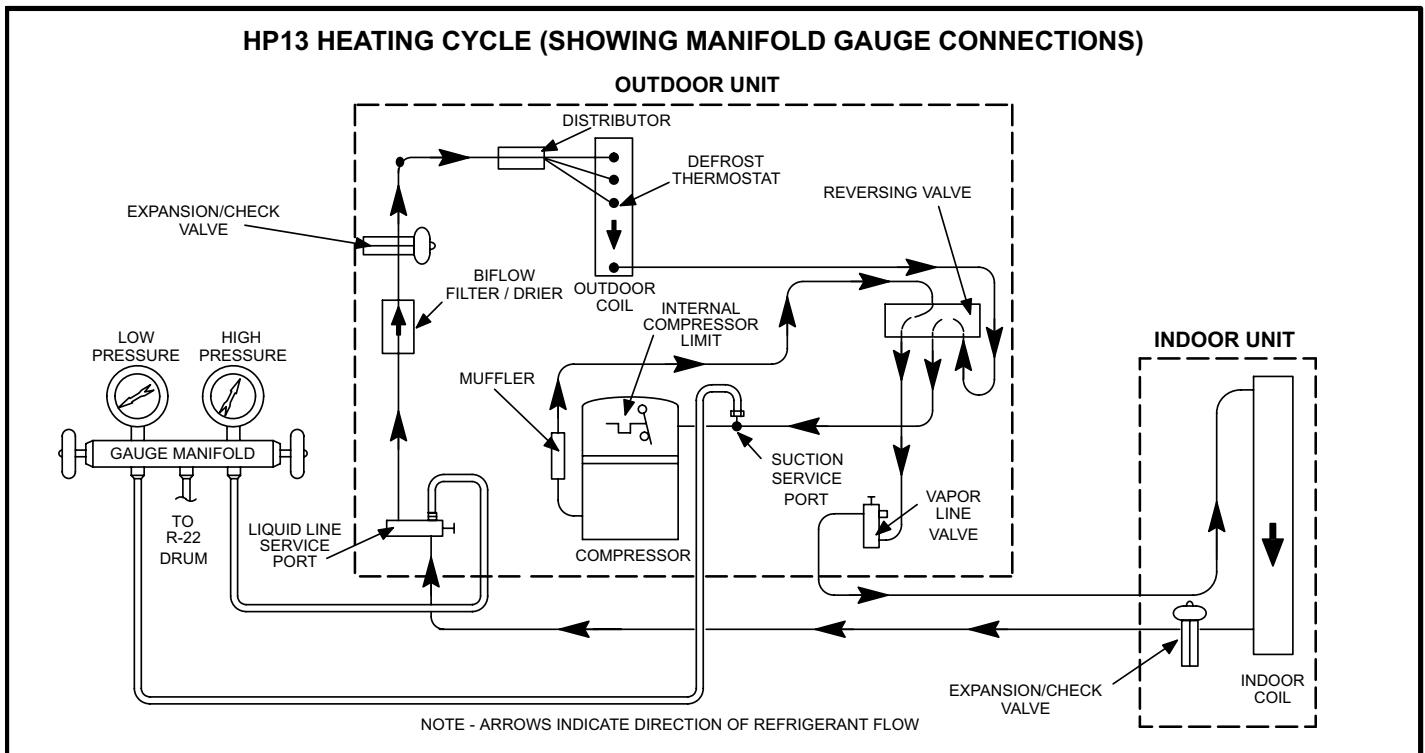 HP13 HEATING CYCLE (SHOWING MANIFOLD GAUGE CONNECTIONS)
OUTDOOR UNIT
DISTRIBUTOR
DEFROST
THERMOSTAT
REVERSING VALVE
EXPANSION/CHECK
VALVE
BIFLOW
FILTER / DRIER
OUTDOOR
COIL
INTERNAL
COMPRESSOR
LIMIT
LOW
PRESSURE
HIGH
PRESSURE
INDOOR UNIT
MUFFLER
GAUGE MANIFOLD
SUCTION
SERVICE
PORT
VAPOR
LINE
VALVE
TO
R-22
DRUM
LIQUID LINE
SERVICE
PORT
COMPRESSOR
EXPANSION/CHECK
VALVE
INDOOR
COIL
NOTE - ARROWS INDICATE DIRECTION OF REFRIGERANT FLOW